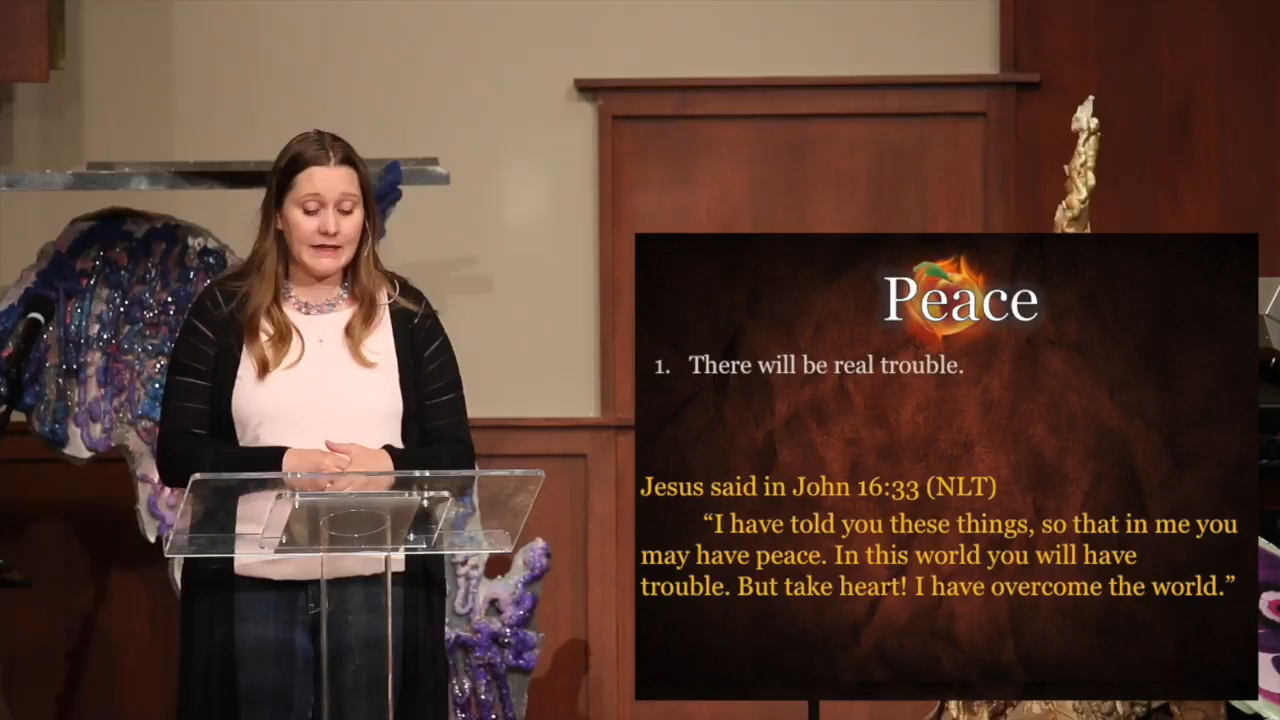 Peace
1. There will be real trouble.
Jesus said in John 16:33 (NLT)
“I have told you these things, so that in me you
may have peace. In this world you will have
trouble. But take heart! I have overcome the world.”